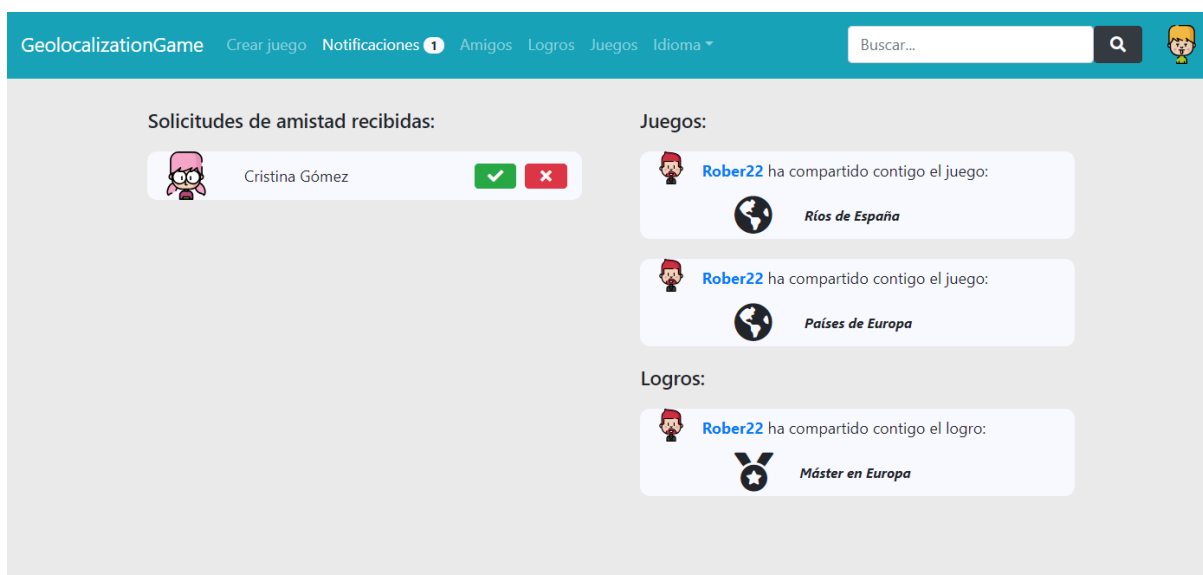 GeolocalizationGame Crear juego Notificaciones 1 Amigos Logros Juegos Idioma Buscar...
Solicitudes de amistad recibidas:
Cristina Gómez
Juegos:
Rober22 ha compartido contigo el juego:
Ríos de España
Rober22 ha compartido contigo el juego:
Países de Europa
Logros:
Rober22 ha compartido contigo el logro:
Máster en Europa